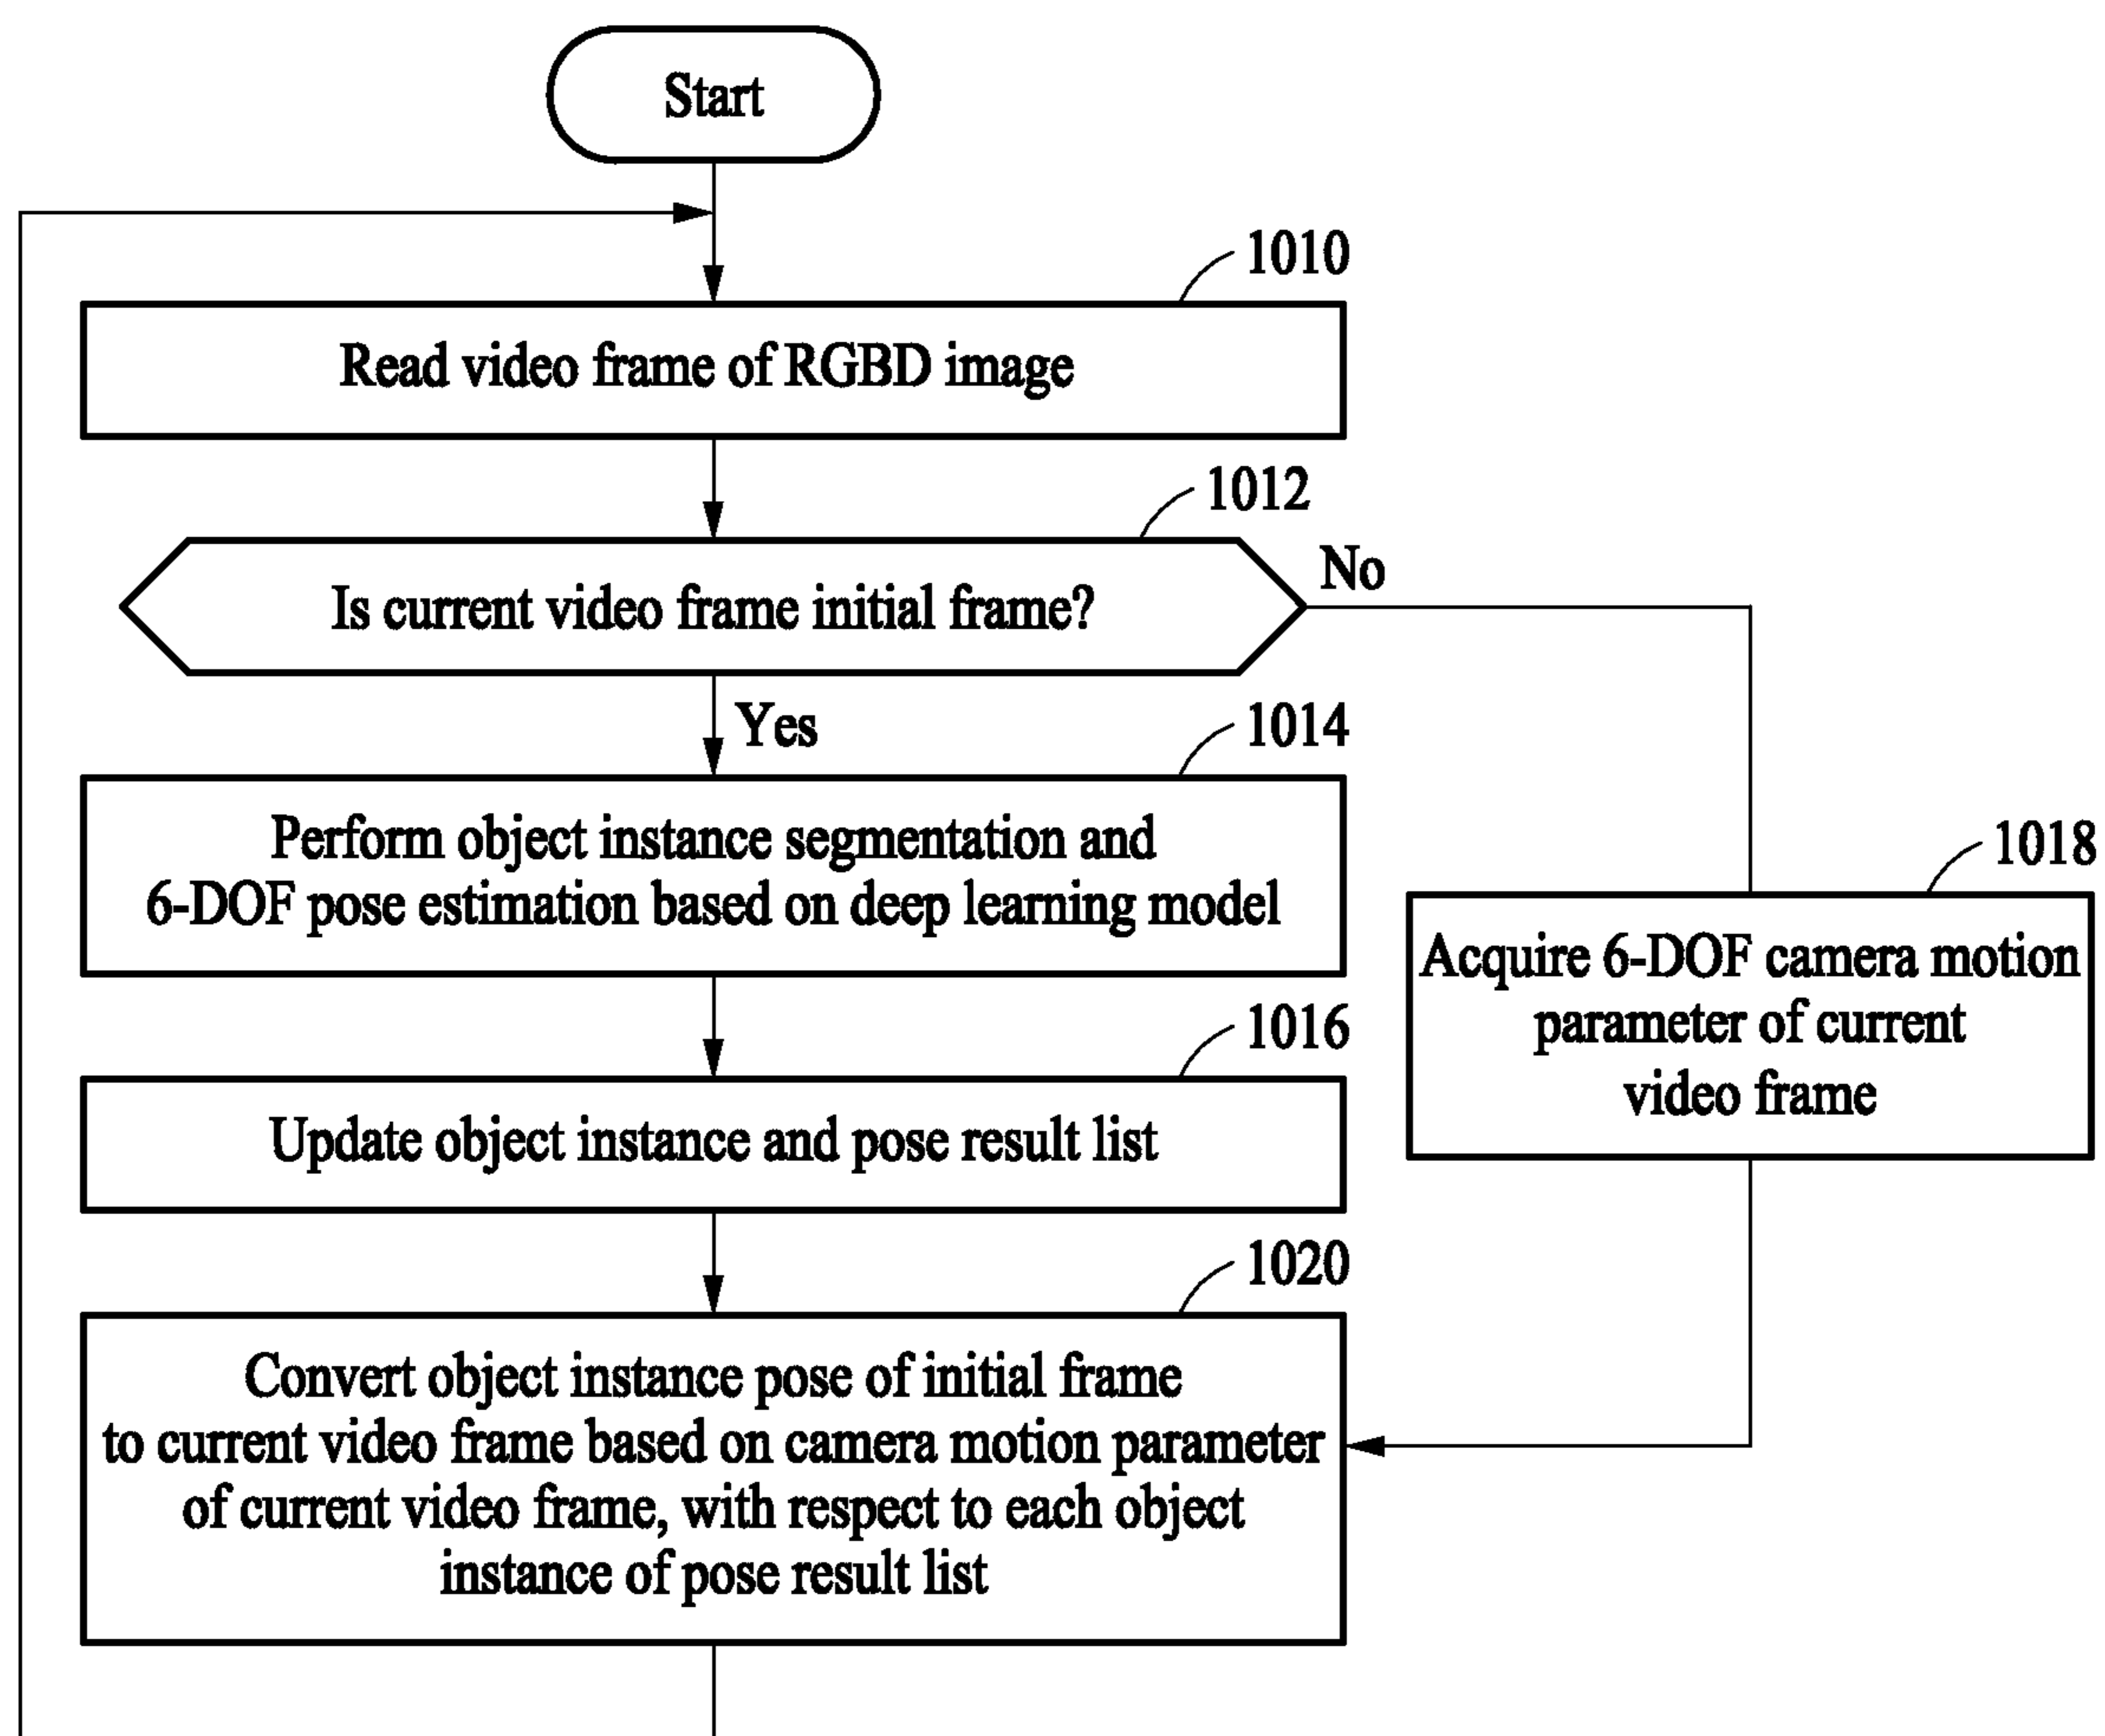 Start
1010
Read video frame of RGBD image
1012
Is current video frame initial frame?
No
Yes
1014
Perform object instance segmentation and
6-DOF pose estimation based on deep learning model
1018
Acquire 6-DOF camera motion
parameter of current
video frame
1016
Update object instance and pose result list
1020
Convert object instance pose of initial frame
to current video frame based on camera motion parameter
of current video frame, with respect to each object
instance of pose result list